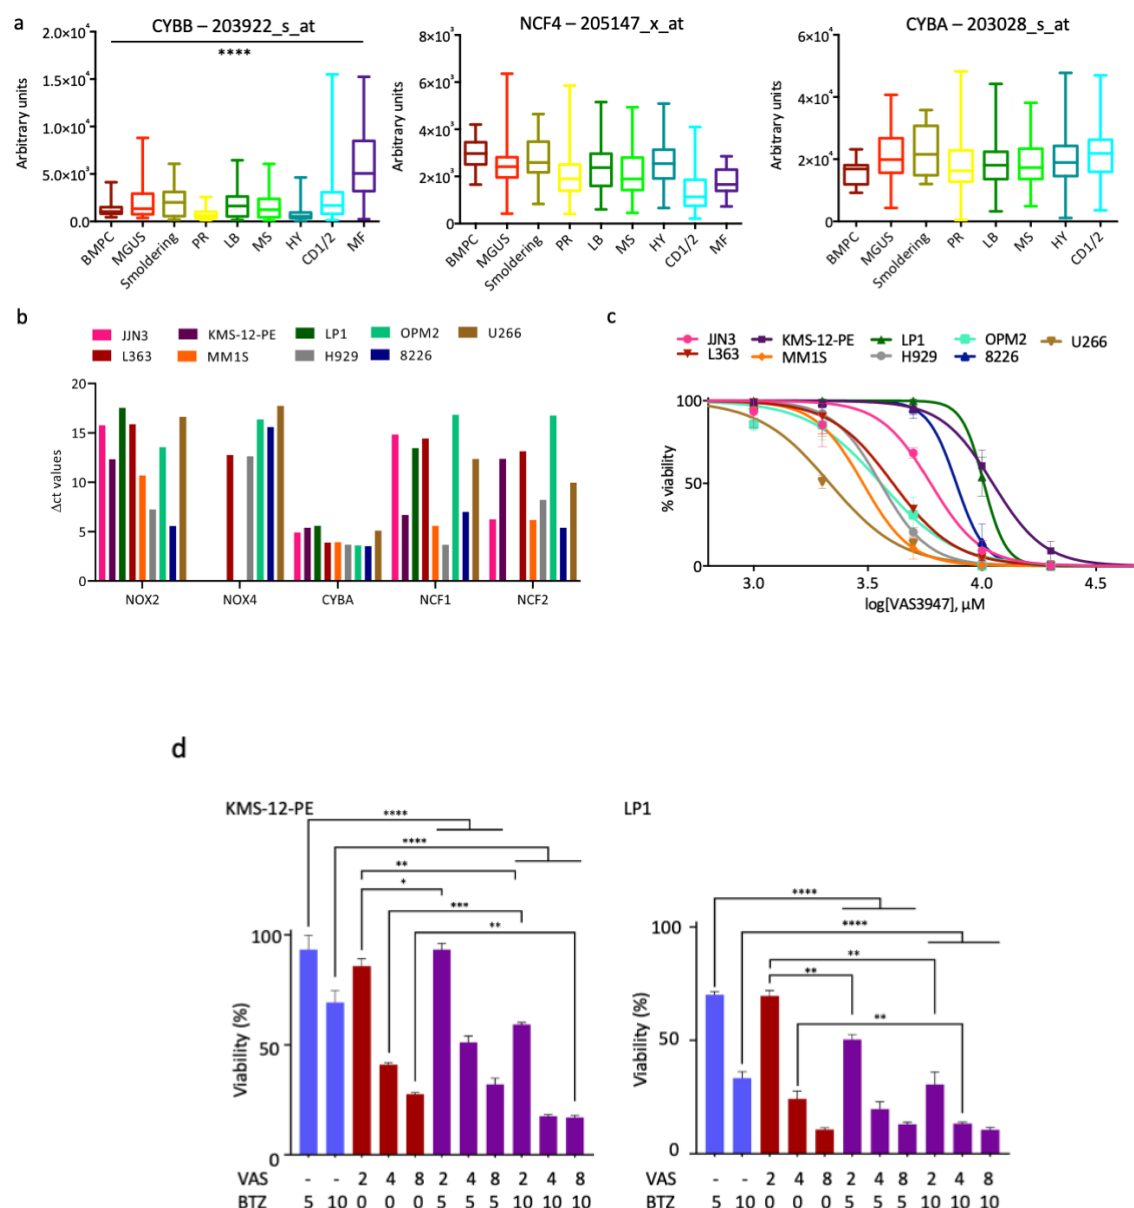 a
CYBB – 203922_s_at
NCF4 – 205147_x_at
CYBA – 203028_s_at
Arbitrary units
2.0×10⁴
1.5×10⁴
1.0×10⁴
5.0×10³
0.0
****
BMPC
MGUS
Smoldering
PR
LB
MS
HY
CD1/2
MF
Arbitrary units
8×10³
6×10³
4×10³
2×10³
0
BMPC
MGUS
Smoldering
PR
LB
MS
HY
CD1/2
MF
Arbitrary units
6×10⁴
4×10⁴
2×10⁴
0
BMPC
MGUS
Smoldering
PR
LB
MS
HY
CD1/2
b
JJN3 KMS-12-PE LP1 OPM2 U266
L363 MM1S H929 8226
Δct values
20
15
10
5
0
NOX2 NOX4 CYBA NCF1 NCF2
c
JJN3 KMS-12-PE LP1 OPM2 U266
L363 MM1S H929 8226
% viability
100
50
0
3.0 3.5 4.0 4.5
log[VAS3947], µM
d
KMS-12-PE
****
****
**
*
***
**
Viability (%)
100
50
0
VAS - - 2 4 8 2 4 8 2 4 8
BTZ 5 10 0 0 0 5 5 5 10 10 10
LP1
****
****
**
**
**
Viability (%)
100
50
0
VAS - - 2 4 8 2 4 8 2 4 8
BTZ 5 10 0 0 0 5 5 5 10 10 10